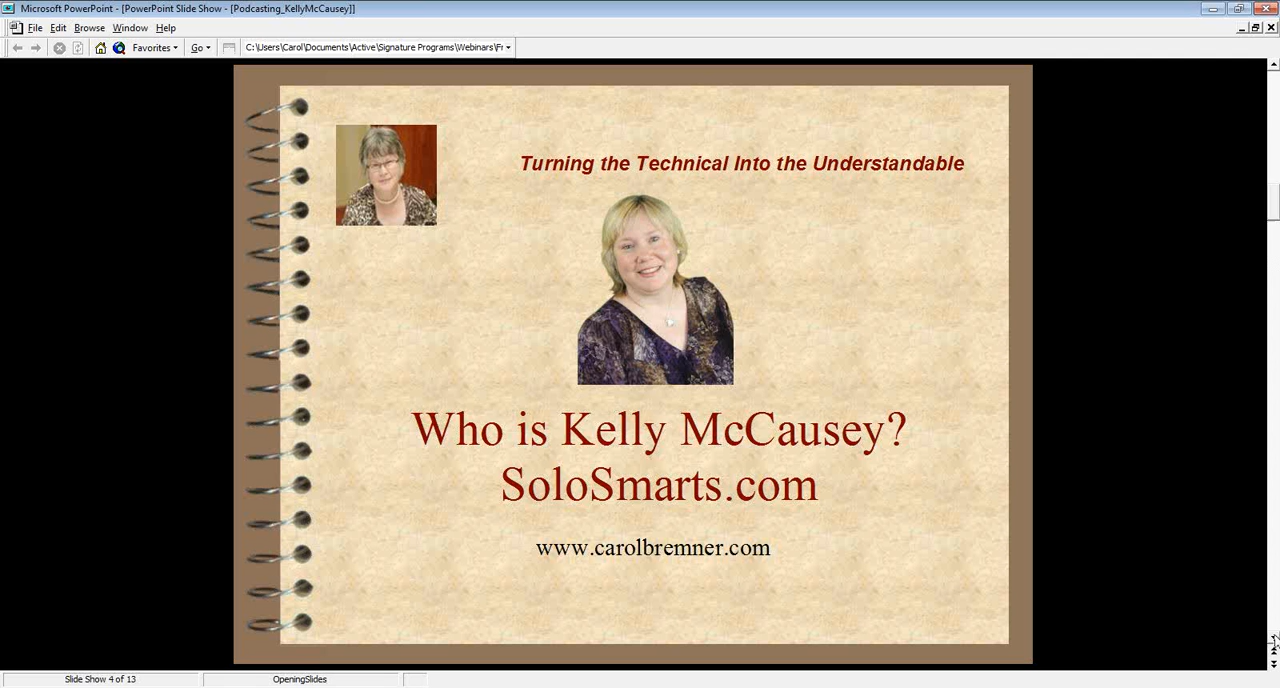 Microsoft PowerPoint - [PowerPoint Slide Show - [Podcasting_KellyMcCausey]]
File Edit Browse Window Help
Favorites Go C:\Users\Carol\Documents\Active\Signature Programs\Webinars\Fr
Turning the Technical Into the Understandable
Who is Kelly McCausey?
SoloSmarts.com
www.carolbremner.com
Slide Show 4 of 13 OpeningSlides